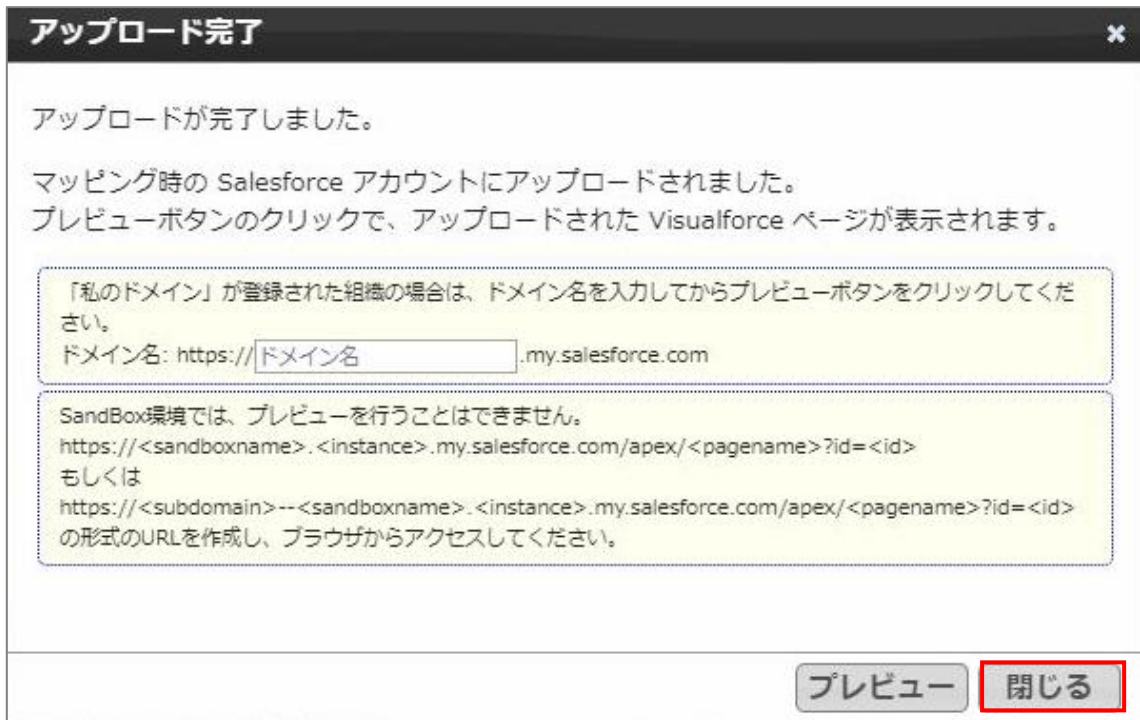 アップロード完了
アップロードが完了しました。
マッピング時の Salesforce アカウントにアップロードされました。
プレビューボタンのクリックで、アップロードされた Visualforce ページが表示されます。
「私のドメイン」が登録された組織の場合は、ドメイン名を入力してからプレビューボタンをクリックしてくだ
さい。
ドメイン名: https://ドメイン名.my.salesforce.com
SandBox環境では、プレビューを行うことはできません。
https://<sandboxname>.<instance>.my.salesforce.com/apex/<pagename>?id=<id>
もしくは
https://<subdomain>--<sandboxname>.<instance>.my.salesforce.com/apex/<pagename>?id=<id>
の形式のURLを作成し、ブラウザからアクセスしてください。
プレビュー 閉じる